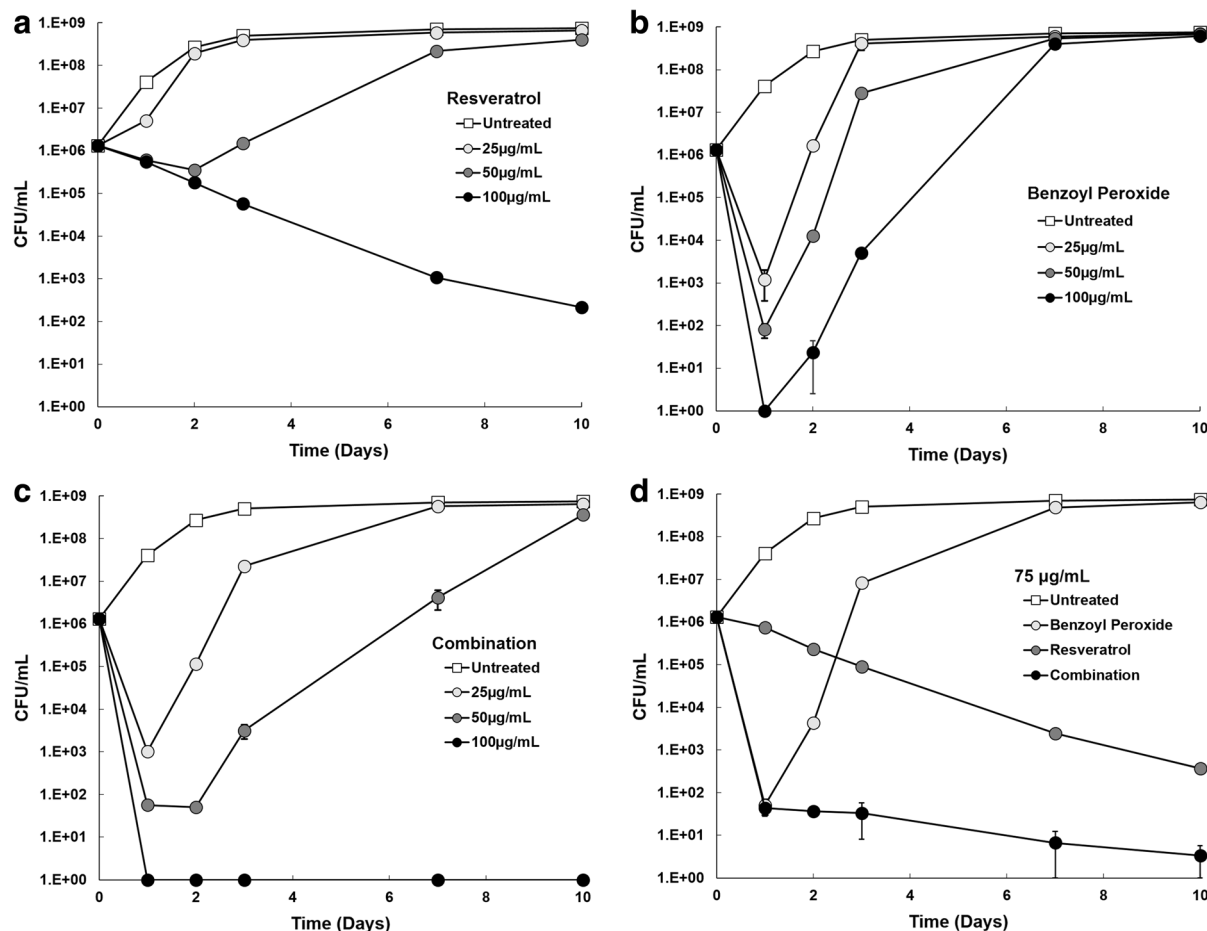 a
1.E+09
1.E+08
1.E+07
1.E+06
1.E+05
1.E+04
1.E+03
1.E+02
1.E+01
1.E+00
CFU/mL
0
2
4
6
8
10
Time (Days)
Resveratrol
Untreated
25µg/mL
50µg/mL
100µg/mL
b
1.E+09
1.E+08
1.E+07
1.E+06
1.E+05
1.E+04
1.E+03
1.E+02
1.E+01
1.E+00
CFU/mL
0
2
4
6
8
10
Time (Days)
Benzoyl Peroxide
Untreated
25µg/mL
50µg/mL
100µg/mL
c
1.E+09
1.E+08
1.E+07
1.E+06
1.E+05
1.E+04
1.E+03
1.E+02
1.E+01
1.E+00
CFU/mL
0
2
4
6
8
10
Time (Days)
Combination
Untreated
25µg/mL
50µg/mL
100µg/mL
d
1.E+09
1.E+08
1.E+07
1.E+06
1.E+05
1.E+04
1.E+03
1.E+02
1.E+01
1.E+00
CFU/mL
0
2
4
6
8
10
Time (Days)
75 µg/mL
Untreated
Benzoyl Peroxide
Resveratrol
Combination